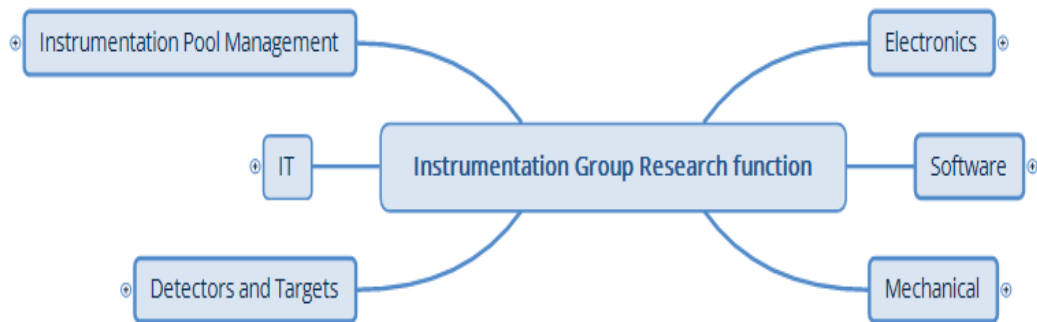 Instrumentation Pool Management
Electronics
IT
Instrumentation Group Research function
Software
Detectors and Targets
Mechanical